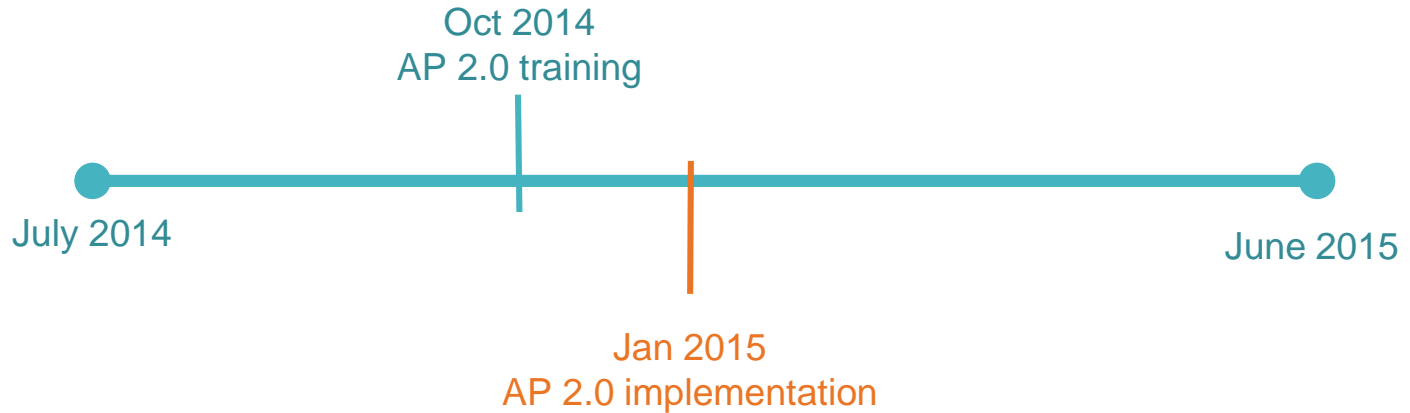 Oct 2014
AP 2.0 training
July 2014
June 2015
Jan 2015
AP 2.0 implementation